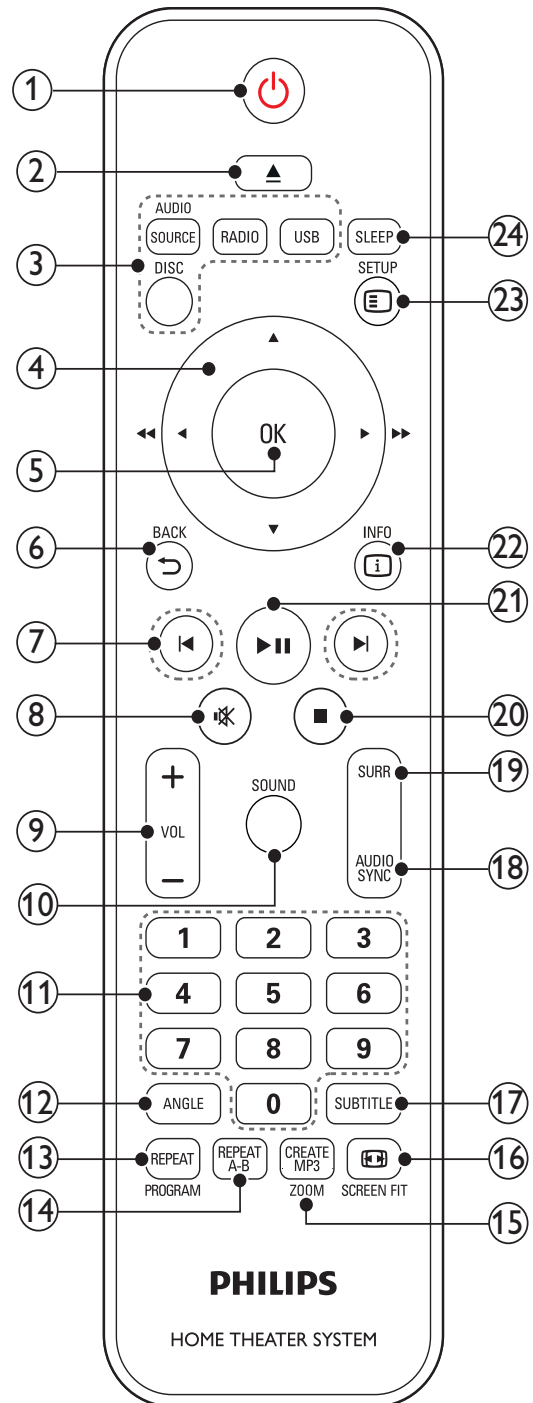 1
2
AUDIO
SOURCE RADIO USB SLEEP
24
3
DISC
SETUP
23
4
OK
5
BACK
INFO
6
22
21
7
8
20
+
SOUND
SURR
19
9
VOL
AUDIO
SYNC
18
−
10
1 2 3
11
4 5 6
7 8 9
12
ANGLE 0 SUBTITLE
17
13
REPEAT
REPEAT
A-B
CREATE
MP3
16
PROGRAM
ZOOM
SCREEN FIT
14
15
PHILIPS
HOME THEATER SYSTEM